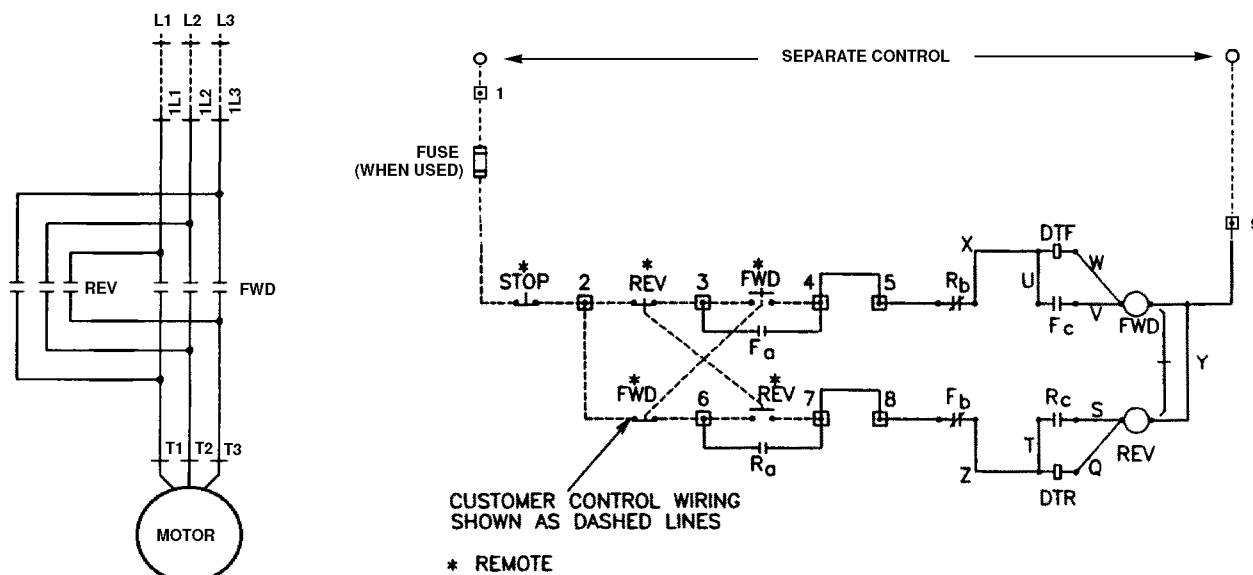 L1 L2 L3
1L1 1L2 1L3
REV FWD
T1 T2 T3
MOTOR
SEPARATE CONTROL
1
FUSE
(WHEN USED)
X DTF W
* STOP 2 * REV 3 * FWD 4 5 Rb U
Fc V FWD
Fa
Y
* FWD 6 * REV 7 8 Fb Rc S
T REV
Ra Z Q
DTR
CUSTOMER CONTROL WIRING
SHOWN AS DASHED LINES
* REMOTE